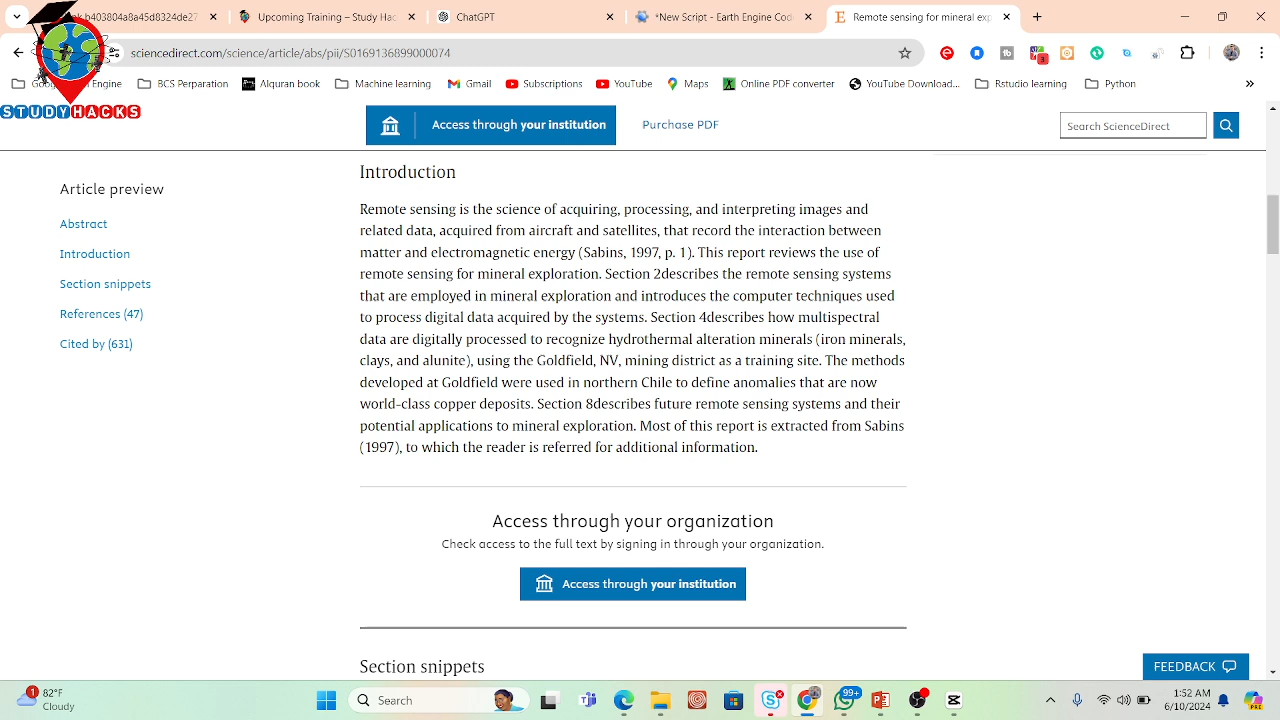 k.b40380457778324de27
Upcoming Training – Study Hac
ChatGPT
*New Script - Earth Engine
Remote sensing for mineral exp
sciencedirect.com/science/article/abs/pii/S0169136899000074
3
Engine
BCS Perparation
Alqurun book
Machine learning
Gmail
Subscriptions
YouTube
Maps
Online PDF converter
YouTube Download...
Rstudio learning
Python
STUDYHACKS
Access through your institution
Purchase PDF
Search ScienceDirect
Article preview
Abstract
Introduction
Section snippets
References (47)
Cited by (631)
Introduction
Remote sensing is the science of acquiring, processing, and interpreting images and
related data, acquired from aircraft and satellites, that record the interaction between
matter and electromagnetic energy (Sabins, 1997, p. 1). This report reviews the use of
remote sensing for mineral exploration. Section 2describes the remote sensing systems
that are employed in mineral exploration and introduces the computer techniques used
to process digital data acquired by the systems. Section 4describes how multispectral
data are digitally processed to recognize hydrothermal alteration minerals (iron minerals,
clays, and alunite), using the Goldfield, NV, mining district as a training site. The methods
developed at Goldfield were used in northern Chile to define anomalies that are now
world-class copper deposits. Section 8describes future remote sensing systems and their
potential applications to mineral exploration. Most of this report is extracted from Sabins
(1997), to which the reader is referred for additional information.
Access through your organization
Check access to the full text by signing in through your organization.
Access through your institution
Section snippets
FEEDBACK
1
82°F
Cloudy
Search
99+
1:52 AM
6/10/2024